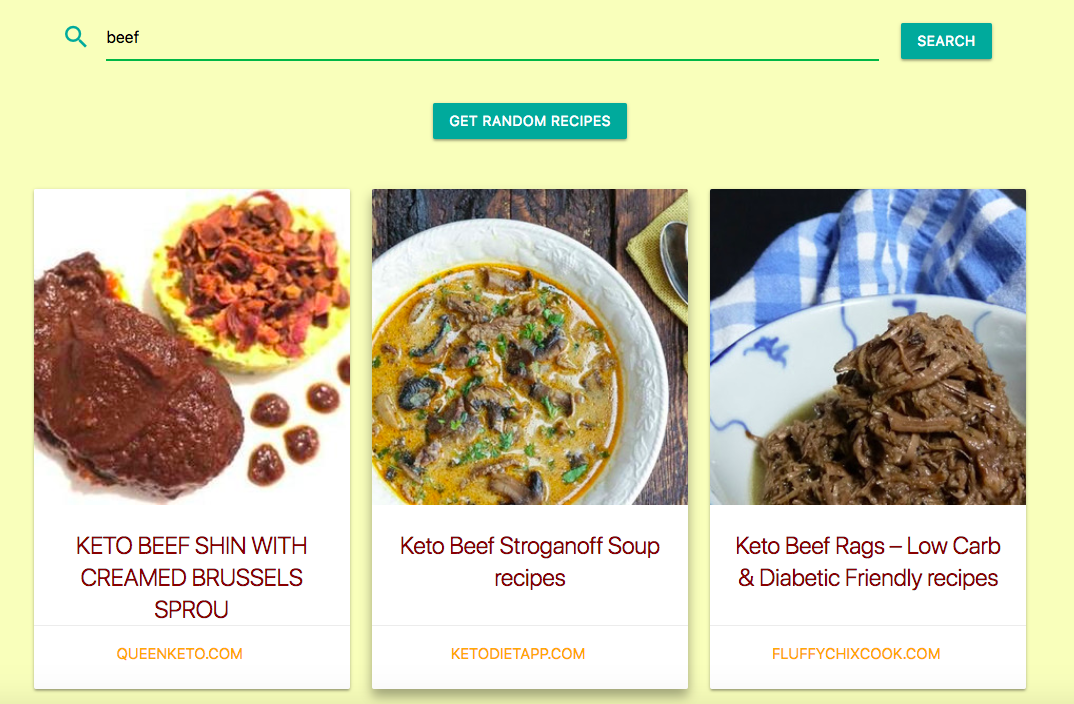 beef
SEARCH
GET RANDOM RECIPES
KETO BEEF SHIN WITH
CREAMED BRUSSELS
SPROU
QUEENKETO.COM
Keto Beef Stroganoff Soup
recipes
KETODIETAPP.COM
Keto Beef Rags – Low Carb
& Diabetic Friendly recipes
FLUFFYCHIXCOOK.COM